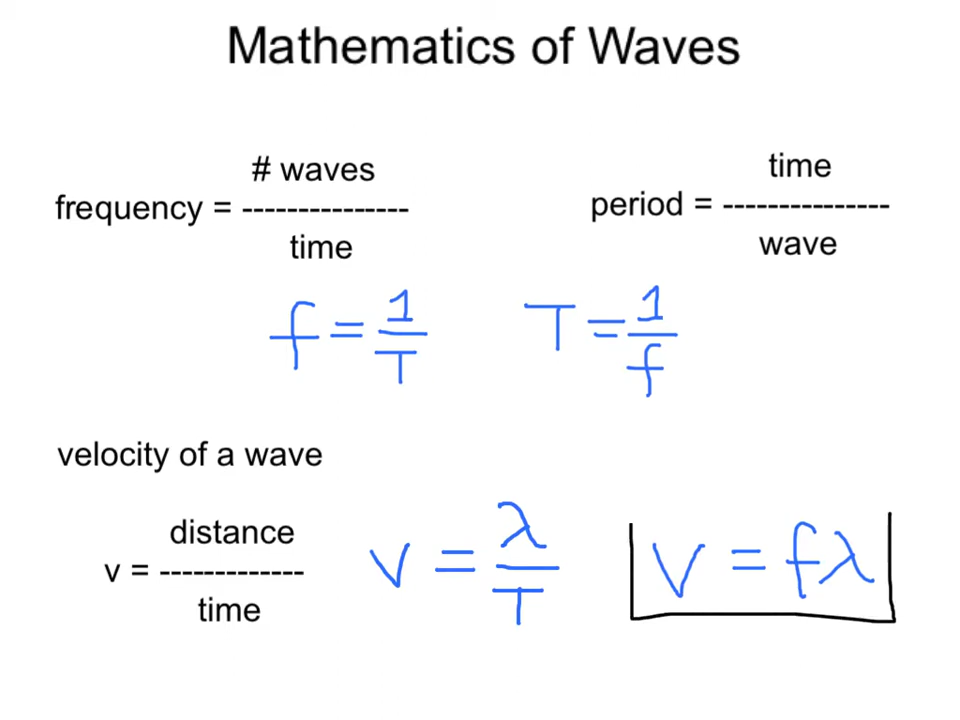 Mathematics of Waves
# waves
frequency = ---------------
time
time
period = ---------------
wave
f = 1/T
T = 1/f
velocity of a wave
distance
v = -------------
time
v = λ/T
v = fλ